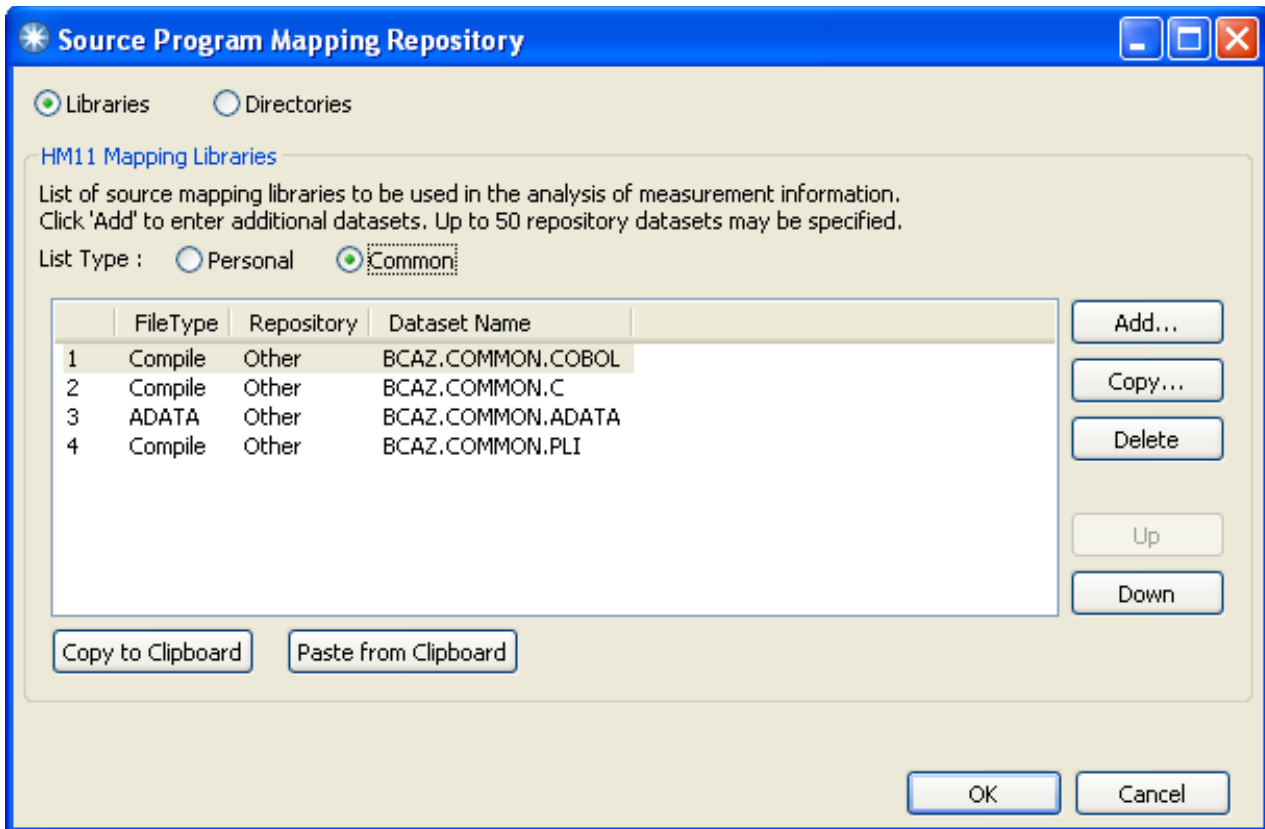 Source Program Mapping Repository
Libraries Directories
HM11 Mapping Libraries
List of source mapping libraries to be used in the analysis of measurement information.
Click 'Add' to enter additional datasets. Up to 50 repository datasets may be specified.
List Type : Personal Common
FileType Repository Dataset Name
1 Compile Other BCAZ.COMMON.COBOL
2 Compile Other BCAZ.COMMON.C
3 ADATA Other BCAZ.COMMON.ADATA
4 Compile Other BCAZ.COMMON.PLI
Add...
Copy...
Delete
Up
Down
Copy to Clipboard Paste from Clipboard
OK Cancel